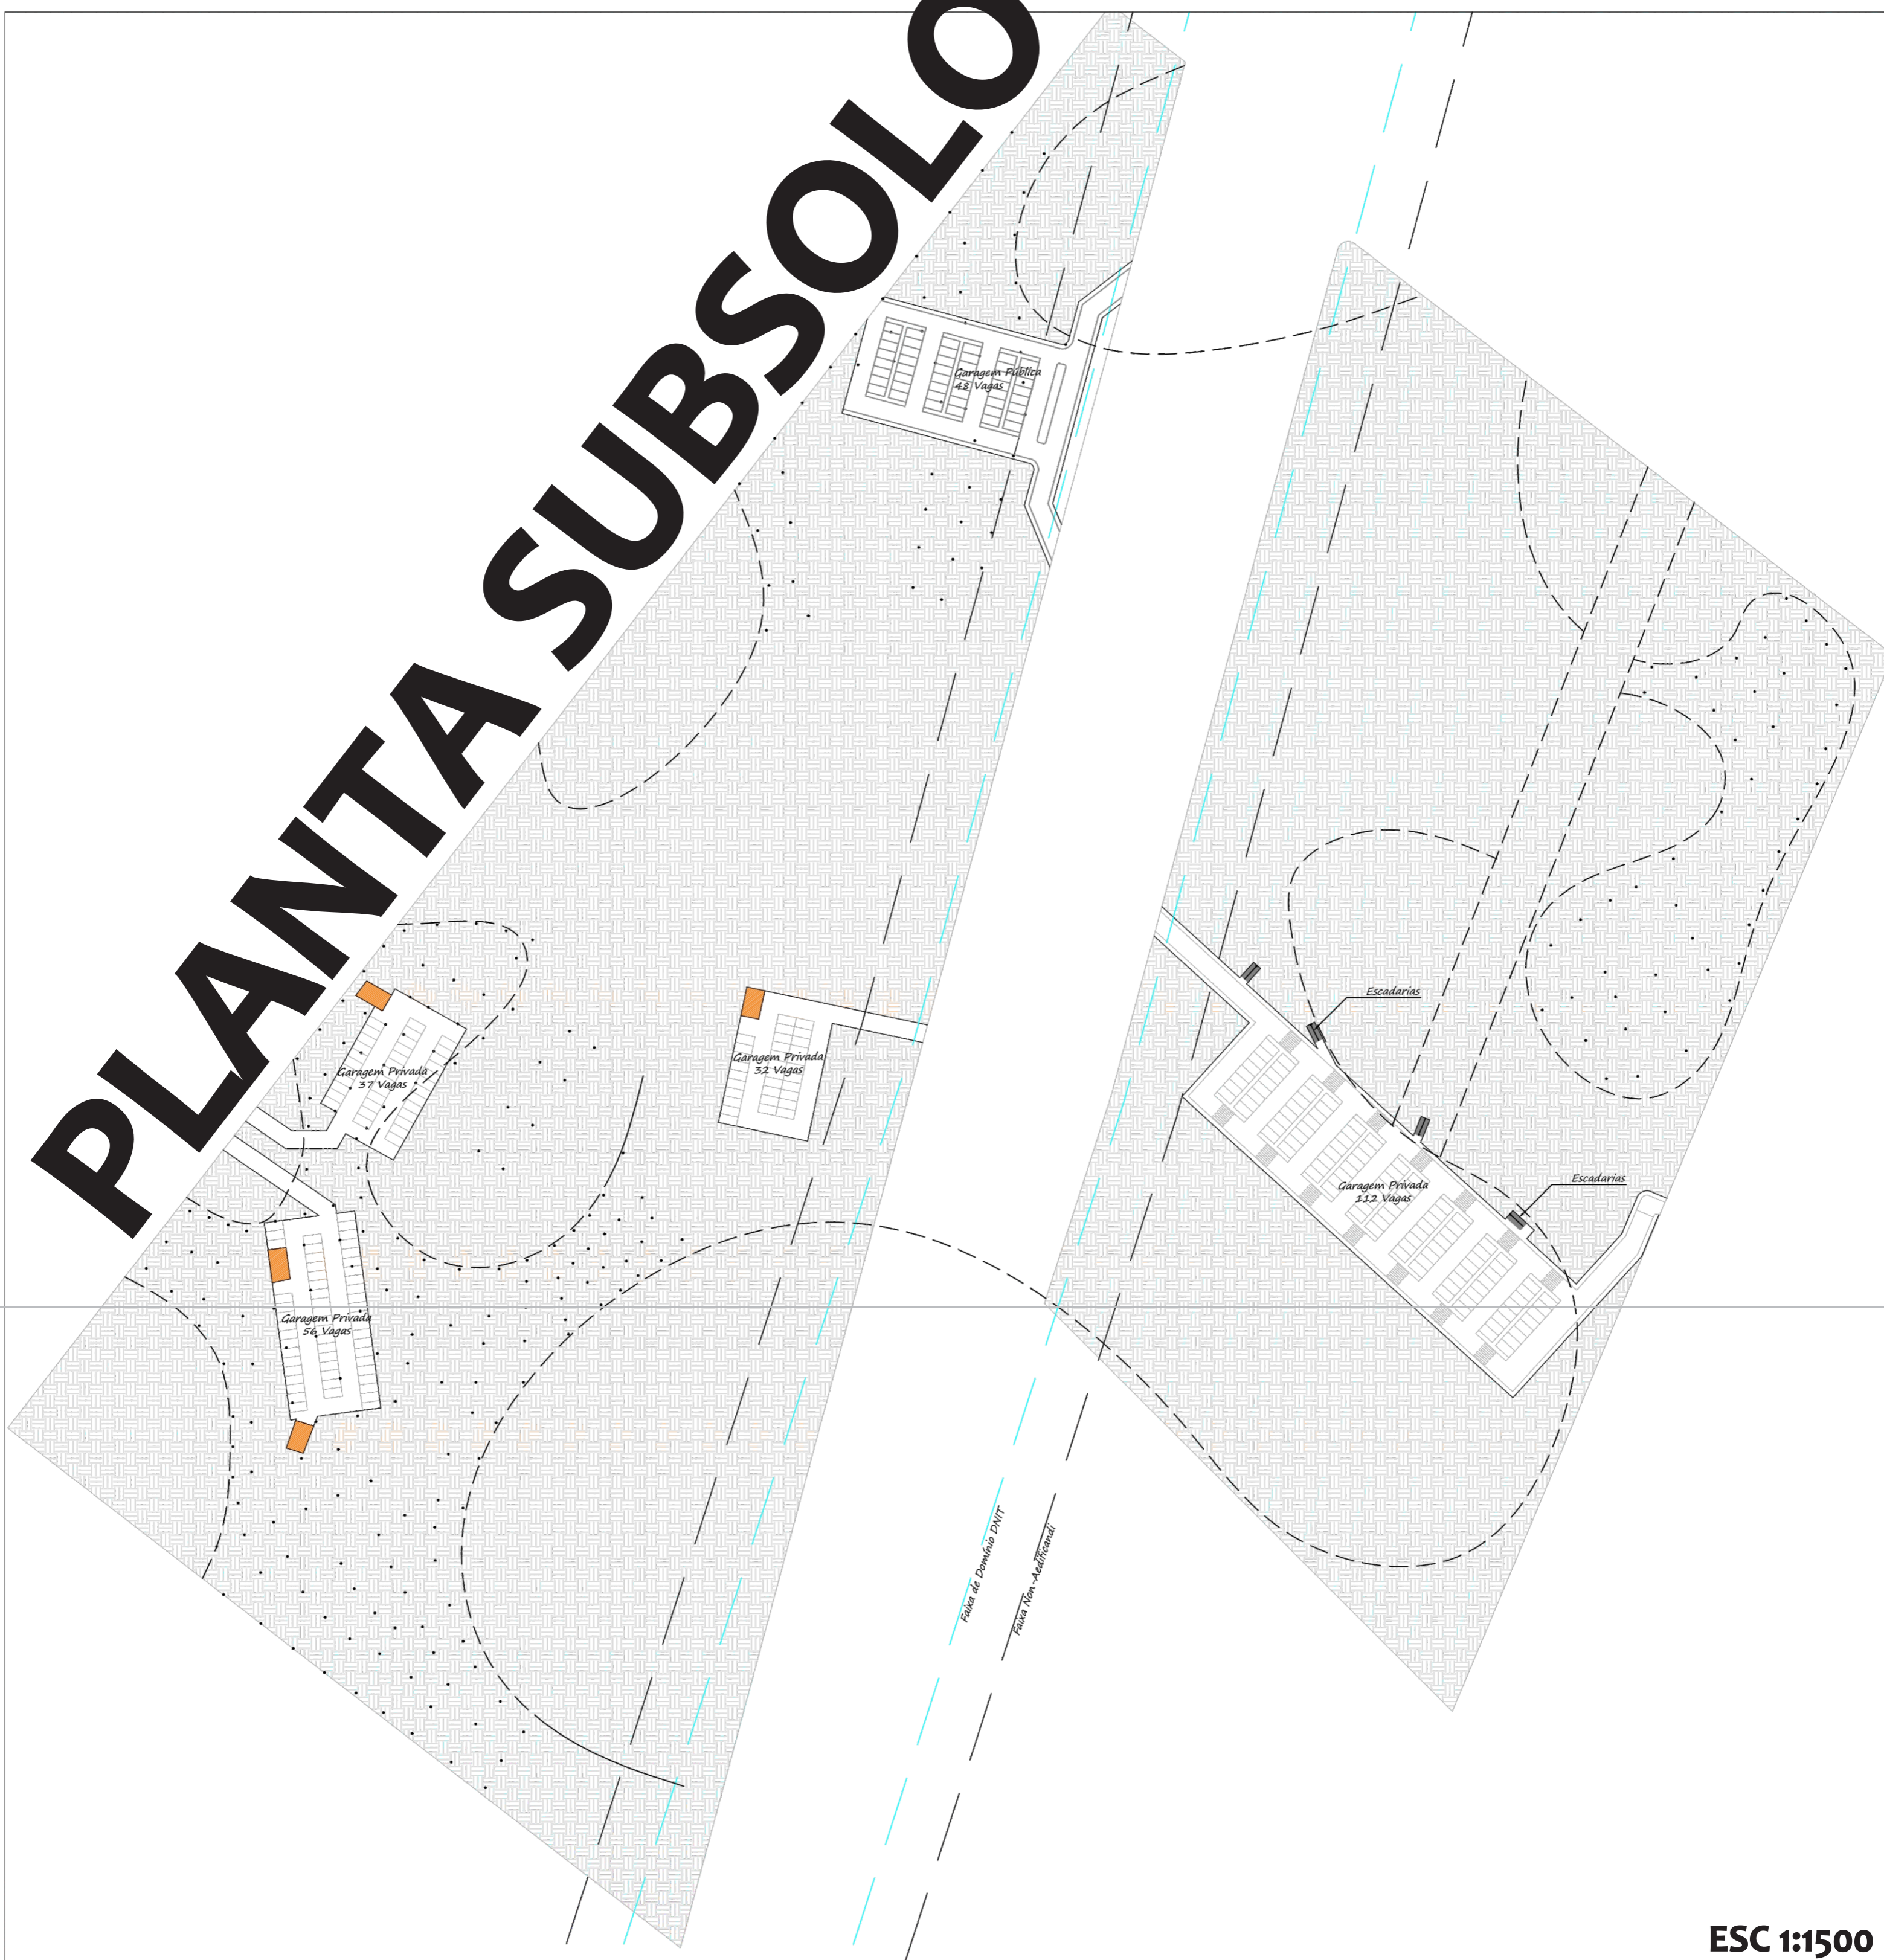 PLANTA SUBSOLO
Garagem Pública
48 Vagas
Garagem Privada
37 Vagas
Garagem Privada
32 Vagas
Escadarias
Garagem Privada
112 Vagas
Escadarias
Garagem Privada
56 Vagas
Faixa de Domínio DNIT
Faixa Non-Aedificandi
ESC 1:1500